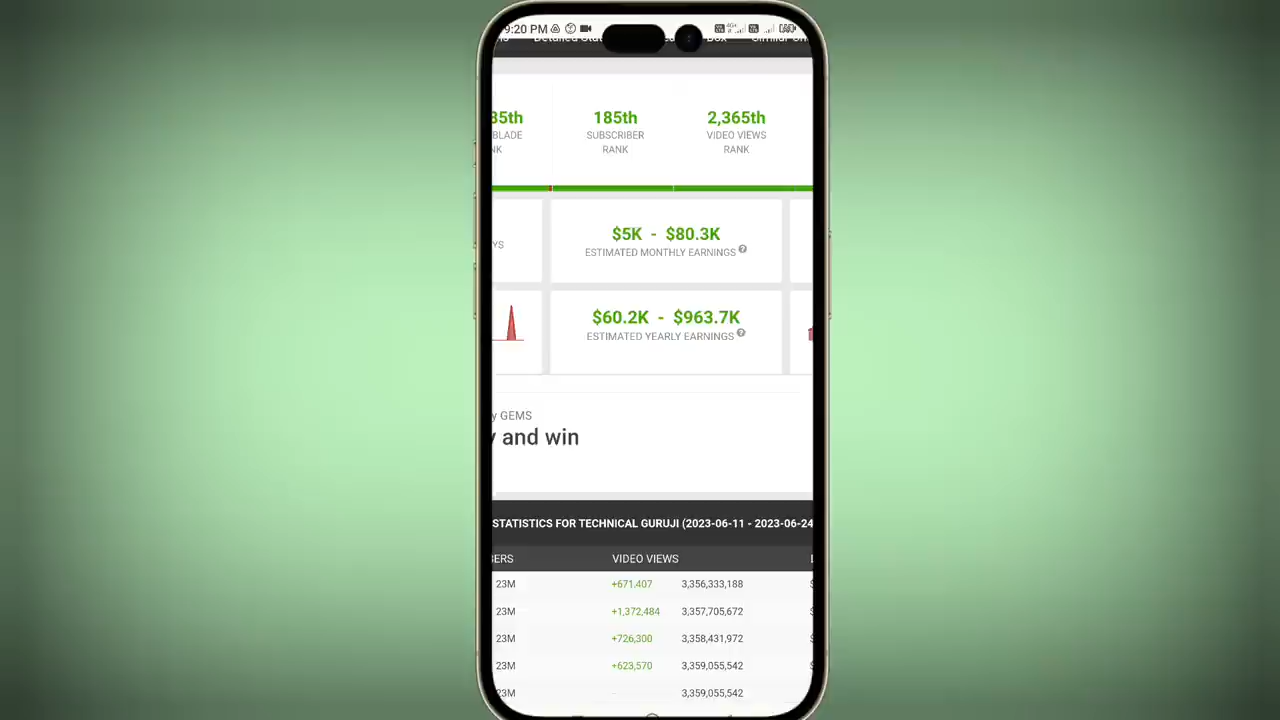 9:20 PM
85th 185th 2,365th
BLADE SUBSCRIBER VIDEO VIEWS
NK RANK RANK
$5K - $80.3K
YS ESTIMATED MONTHLY EARNINGS
$60.2K - $963.7K
ESTIMATED YEARLY EARNINGS
y GEMS
y and win
STATISTICS FOR TECHNICAL GURUJI (2023-06-11 - 2023-06-24
BERS VIDEO VIEWS
23M +671,407 3,356,333,188
23M +1,372,484 3,357,705,672
23M +726,300 3,358,431,972
23M +623,570 3,359,055,542
23M -- 3,359,055,542